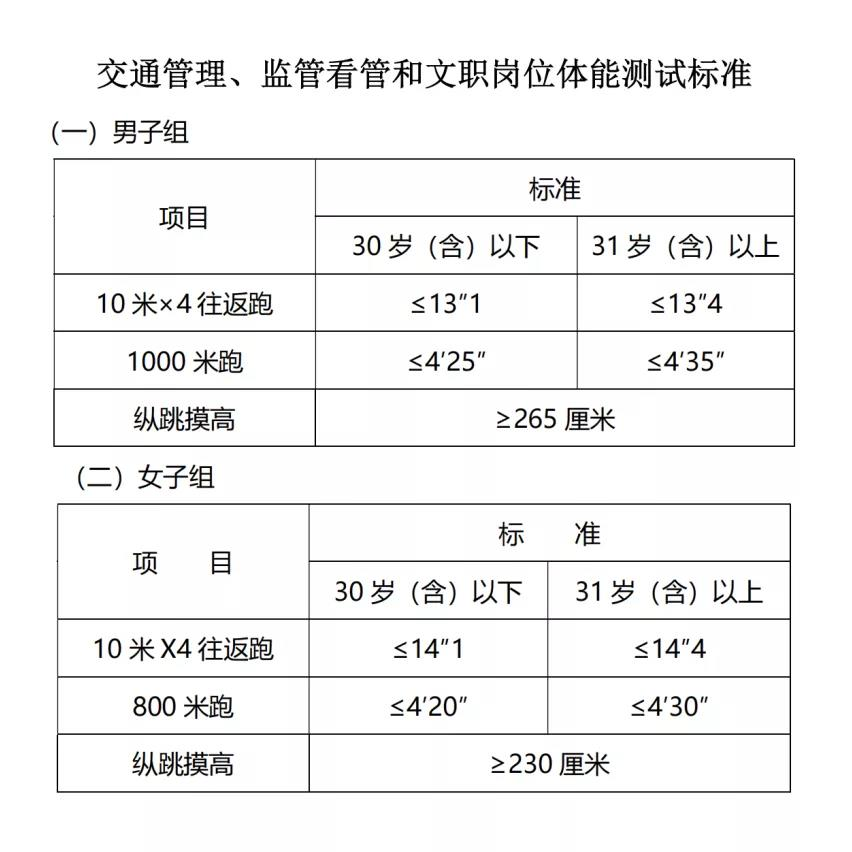 交通管理、监管看管和文职岗位体能测试标准
（一）男子组
项目
标准
30岁（含）以下 31岁（含）以上
10米×4往返跑 ≤13″1 ≤13″4
1000米跑 ≤4′25″ ≤4′35″
纵跳摸高 ≥265厘米
（二）女子组
项 目
标 准
30岁（含）以下 31岁（含）以上
10米X4往返跑 ≤14″1 ≤14″4
800米跑 ≤4′20″ ≤4′30″
纵跳摸高 ≥230厘米